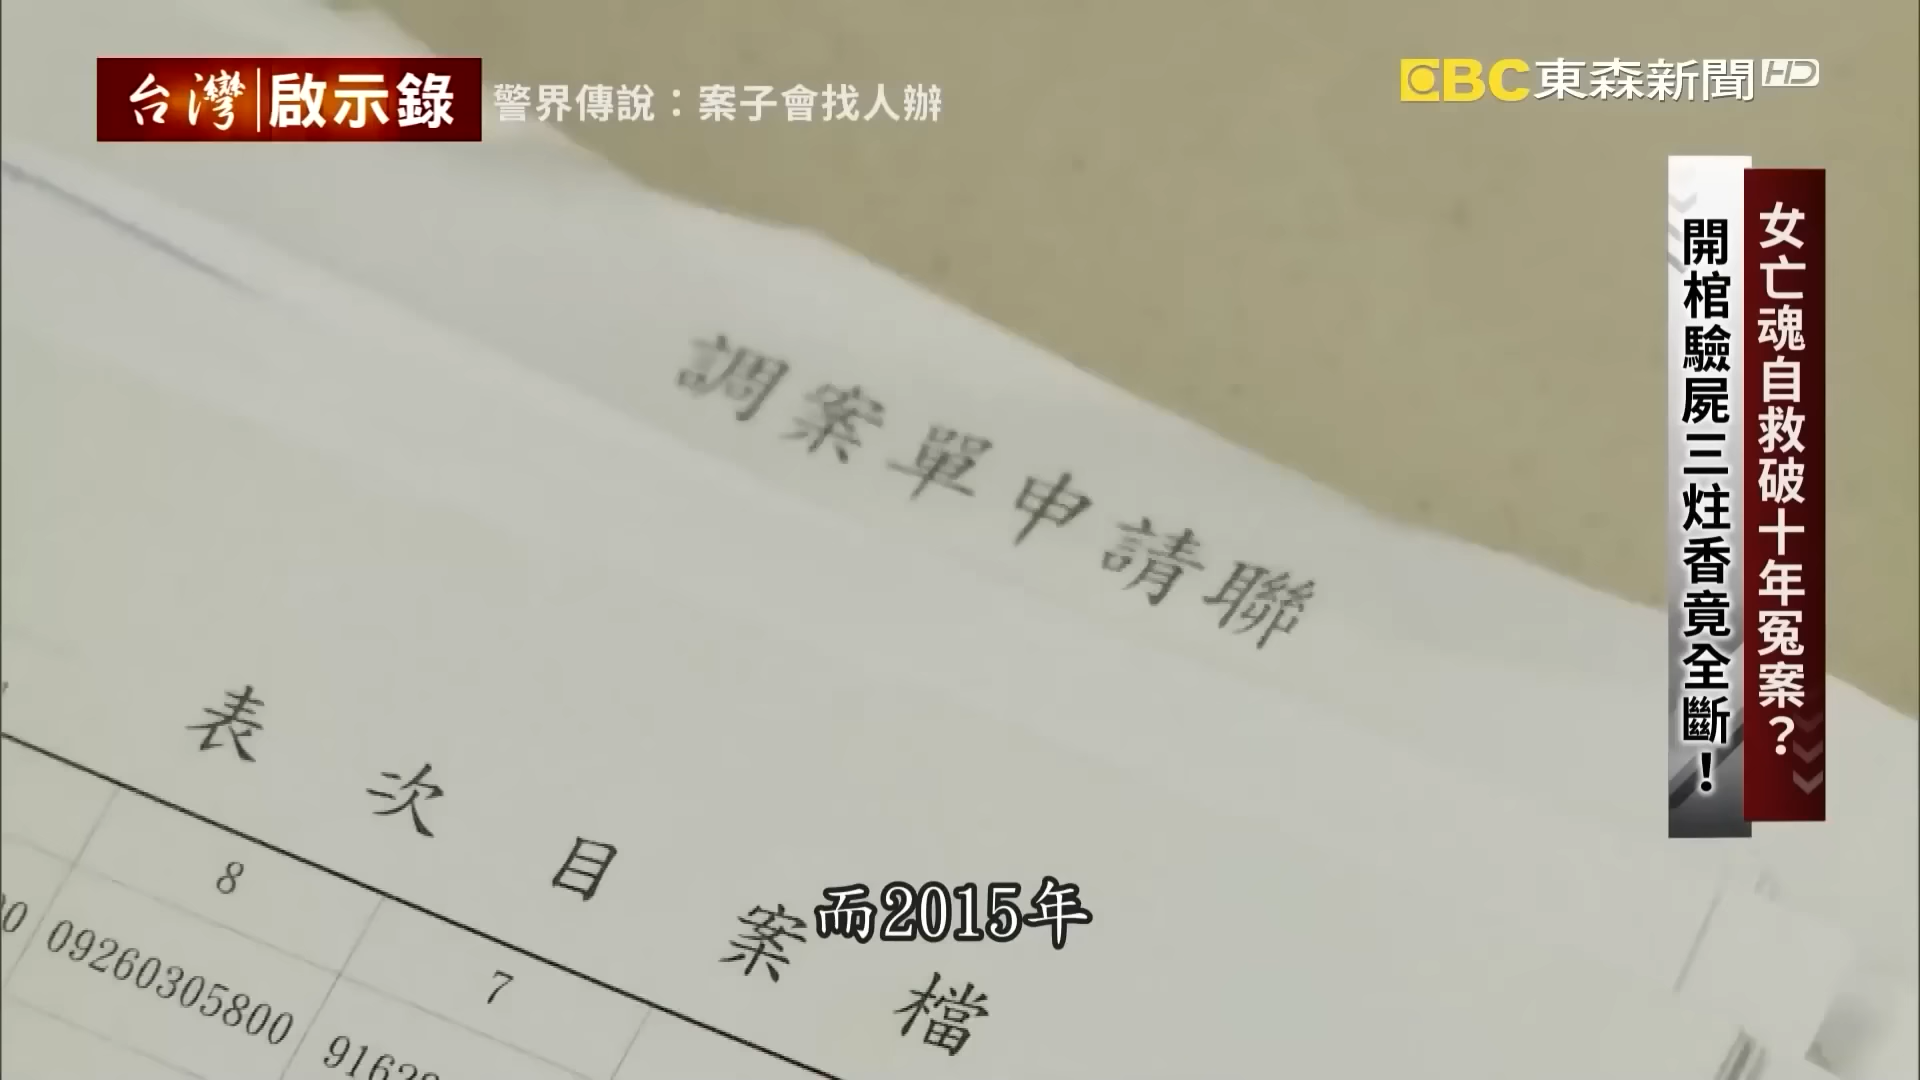 台灣啟示錄
警界傳說：案子會找人辦
EBC東森新聞HD
女亡魂自救破十年冤案？
開棺驗屍三炷香竟全斷！
調案單申請聯
表次目案檔
8
7
09260305800
而2015年